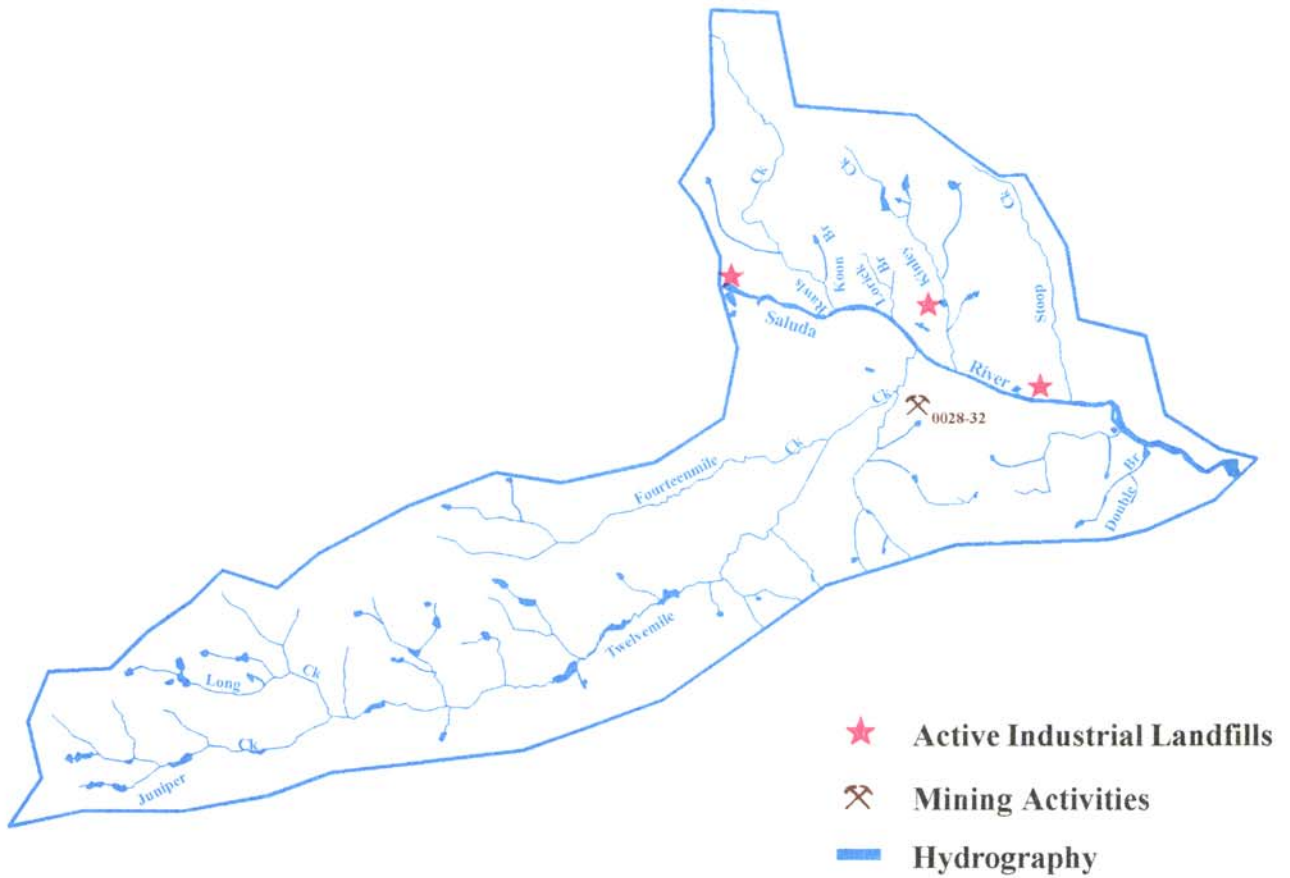 Ck
Ck
Ck
Br
Koon
Br
Lorick
Kinley
Rawls
Stoop
Saluda
River
Ck
0028-32
Ck
Fourteenmile
Br
Double
Twelvemile
Ck
Long
Ck
Juniper
Active Industrial Landfills
Mining Activities
Hydrography